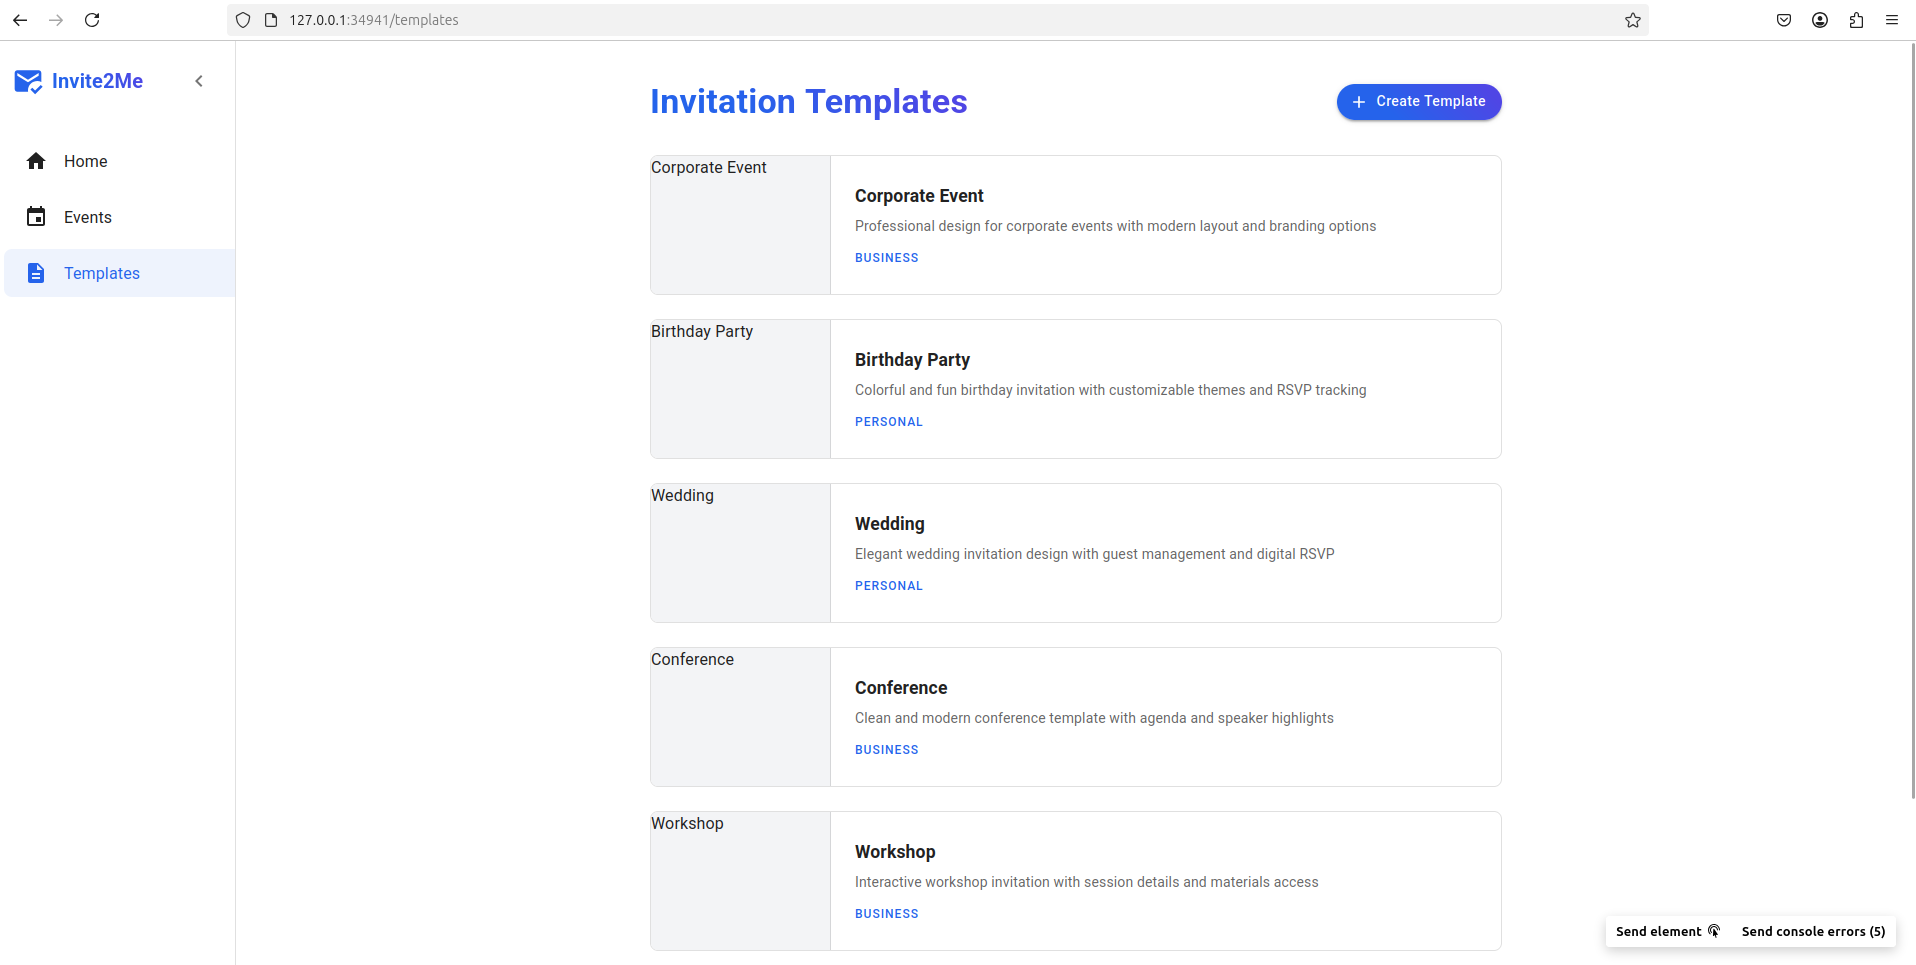 127.0.0.1:34941/templates
Invite2Me
Home
Events
Templates
Invitation Templates
Create Template
Corporate Event
Corporate Event
Professional design for corporate events with modern layout and branding options
BUSINESS
Birthday Party
Birthday Party
Colorful and fun birthday invitation with customizable themes and RSVP tracking
PERSONAL
Wedding
Wedding
Elegant wedding invitation design with guest management and digital RSVP
PERSONAL
Conference
Conference
Clean and modern conference template with agenda and speaker highlights
BUSINESS
Workshop
Workshop
Interactive workshop invitation with session details and materials access
BUSINESS
Send element
Send console errors (5)